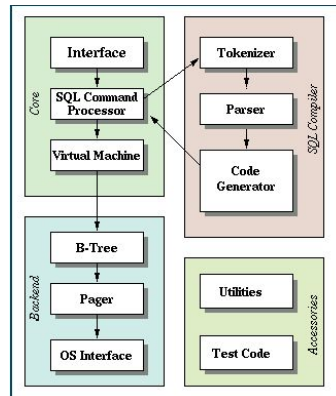 Core
Interface
SQL Command
Processor
Virtual Machine
SQL Compiler
Tokenizer
Parser
Code
Generator
Backend
B-Tree
Pager
OS Interface
Accessories
Utilities
Test Code